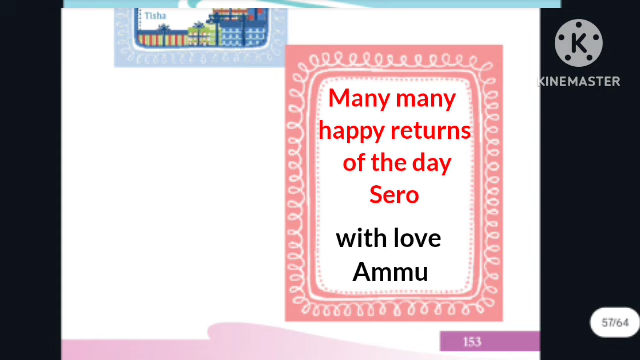 Tisha
KINEMASTER
Many many
happy returns
of the day
Sero
with love
Ammu
57/64
153